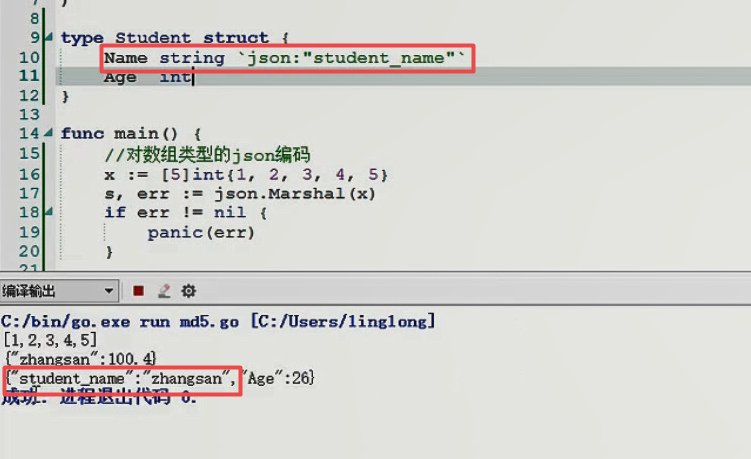 7 }
8
9 type Student struct {
10 Name string `json:"student_name"`
11 Age int
12 }
13
14 func main() {
15 //对数组类型的json编码
16 x := [5]int{1, 2, 3, 4, 5}
17 s, err := json.Marshal(x)
18 if err != nil {
19 panic(err)
20 }
21
编译输出
C:/bin/go.exe run md5.go [C:/Users/linglong]
[1,2,3,4,5]
{"zhangsan":100.4}
{"student_name":"zhangsan","Age":26}
成功: 进程退出代码 0.